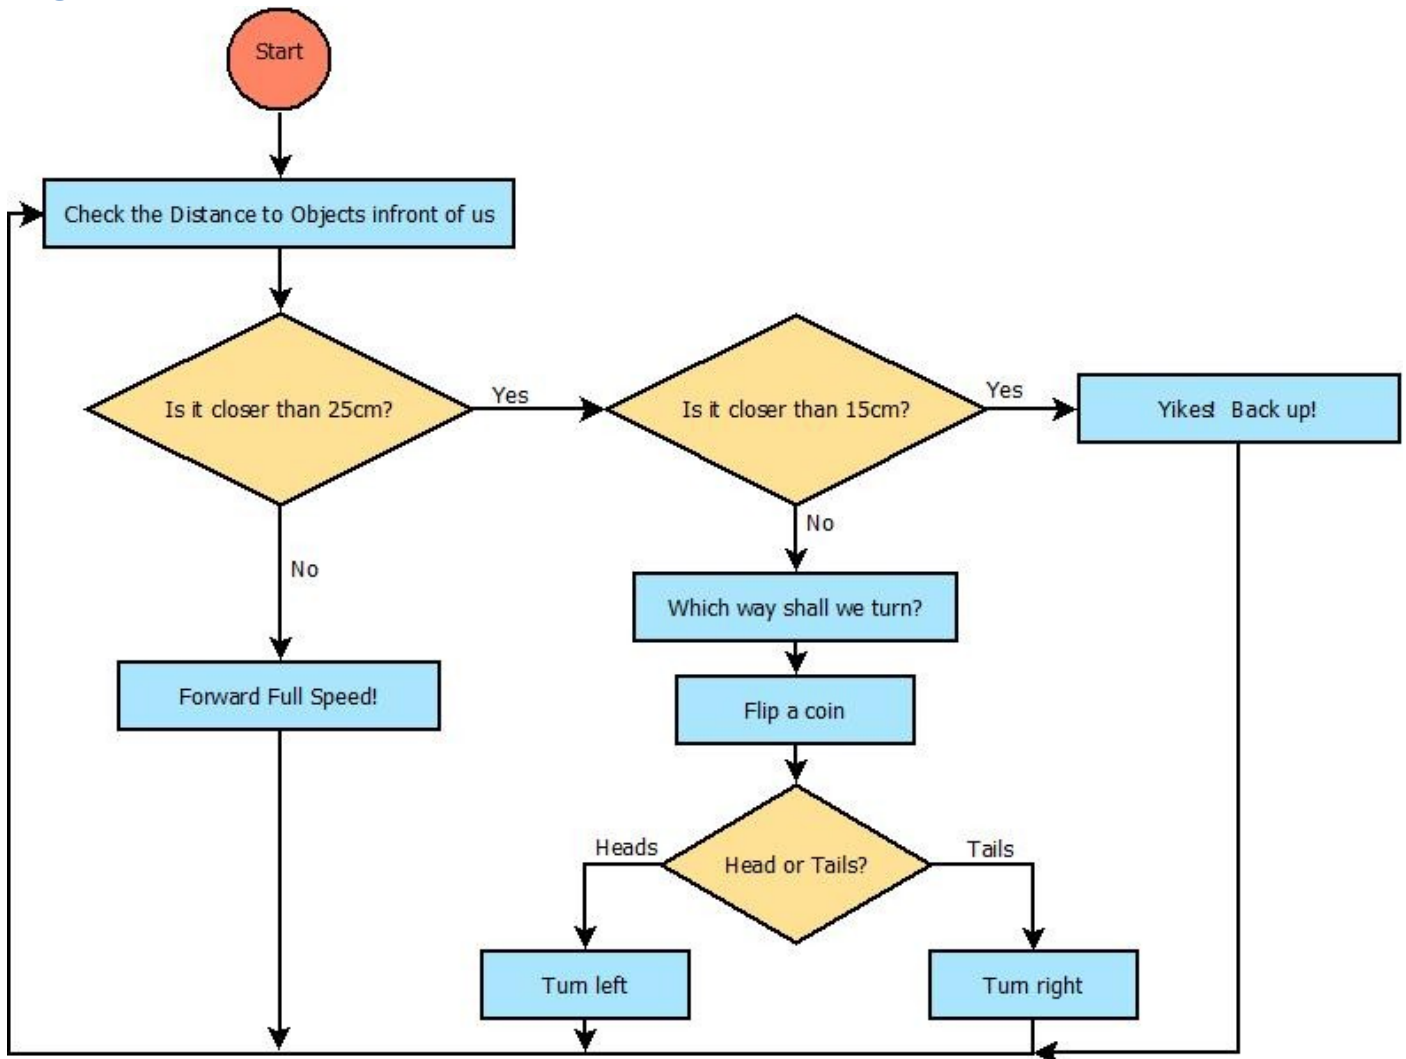 Start
Check the Distance to Objects infront of us
Is it closer than 25cm?
Yes
Is it closer than 15cm?
Yes
Yikes! Back up!
No
No
Which way shall we turn?
Forward Full Speed!
Flip a coin
Heads
Head or Tails?
Tails
Turn left
Turn right